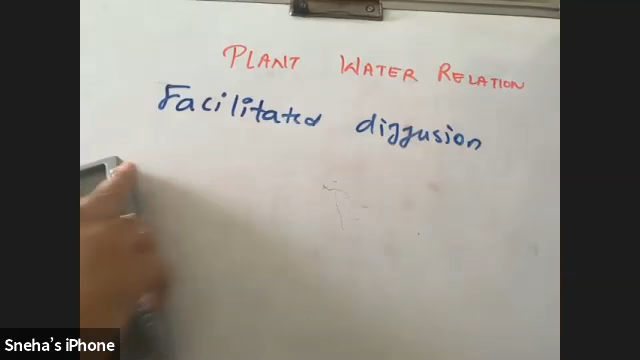 PLANT WATER RELATION
Facilitated diffusion
Sneha's iPhone